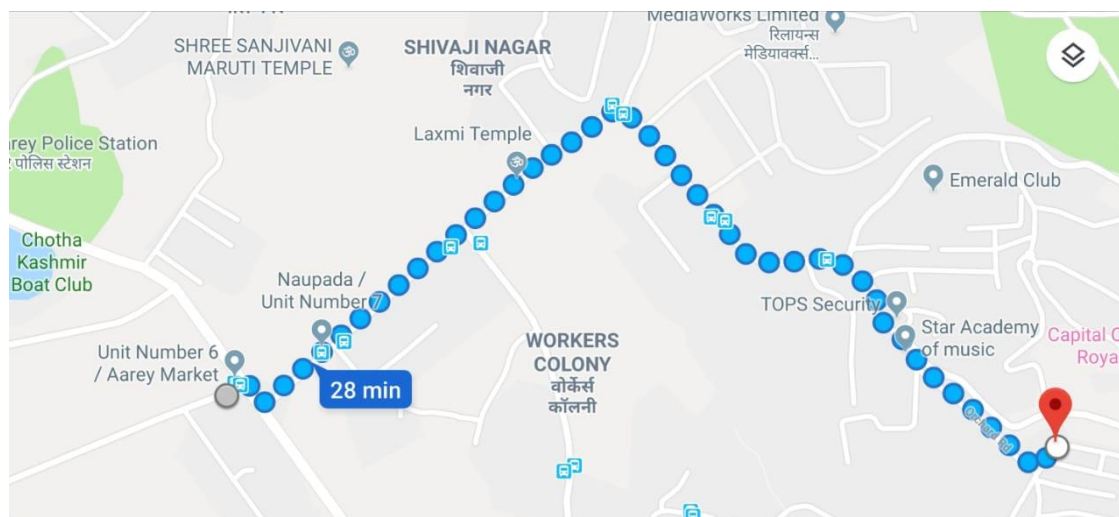 MediaWorks Limited
रिलायन्स
मेडियावर्क्स...
SHREE SANJIVANI
MARUTI TEMPLE
SHIVAJI NAGAR
शिवाजी
नगर
Laxmi Temple
arey Police Station
रे पोलिस स्टेशन
Emerald Club
Chotha
Kashmir
Boat Club
Naupada /
Unit Number 7
TOPS Security
Star Academy
of music
Capital O
Roya
WORKERS
COLONY
वोर्कर्स
कॉलनी
Unit Number 6
/ Aarey Market
28 min
Orchard Rd